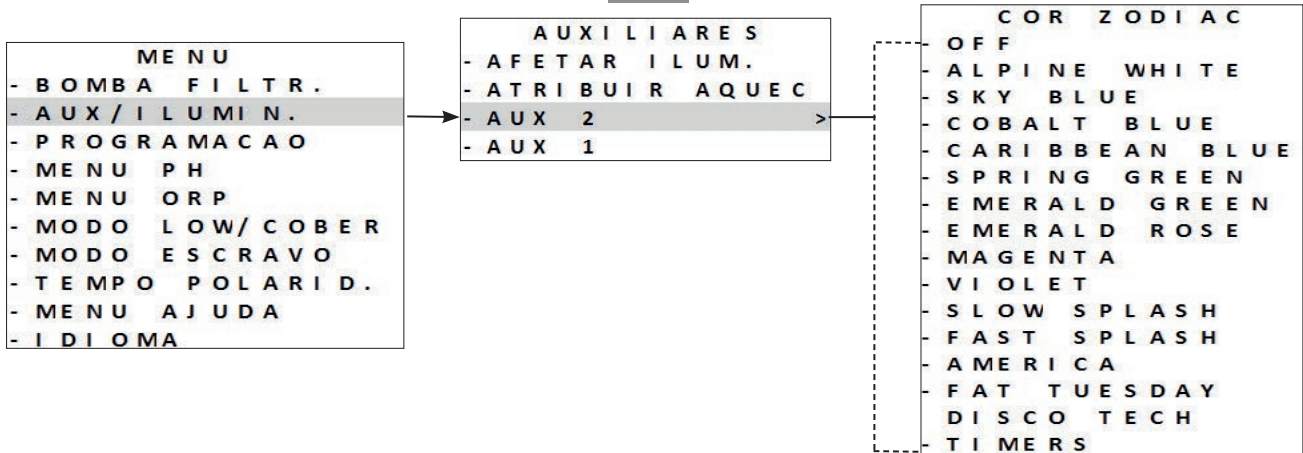 MENU
- BOMBA FILTR.
- AUX/ILUMIN.
- PROGRAMACAO
- MENU PH
- MENU ORP
- MODO LOW/COBER
- MODO ESCRAVO
- TEMPO POLARID.
- MENU AJUDA
- IDIOMA
AUXILIARES
- AFETAR ILUM.
- ATRIBUIR AQUEC
- AUX 2 >
- AUX 1
COR ZODIAC
- OFF
- ALPINE WHITE
- SKY BLUE
- COBALT BLUE
- CARIBBEAN BLUE
- SPRING GREEN
- EMERALD GREEN
- EMERALD ROSE
- MAGENTA
- VIOLET
- SLOW SPLASH
- FAST SPLASH
- AMERICA
- FAT TUESDAY
DISCO TECH
- TIMERS